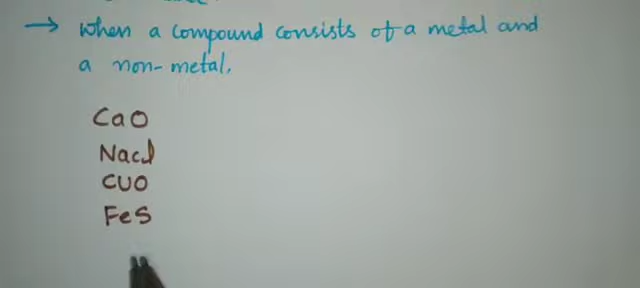 → When a compound consists of a metal and
a non-metal.
CaO
Nacl
CUO
FeS